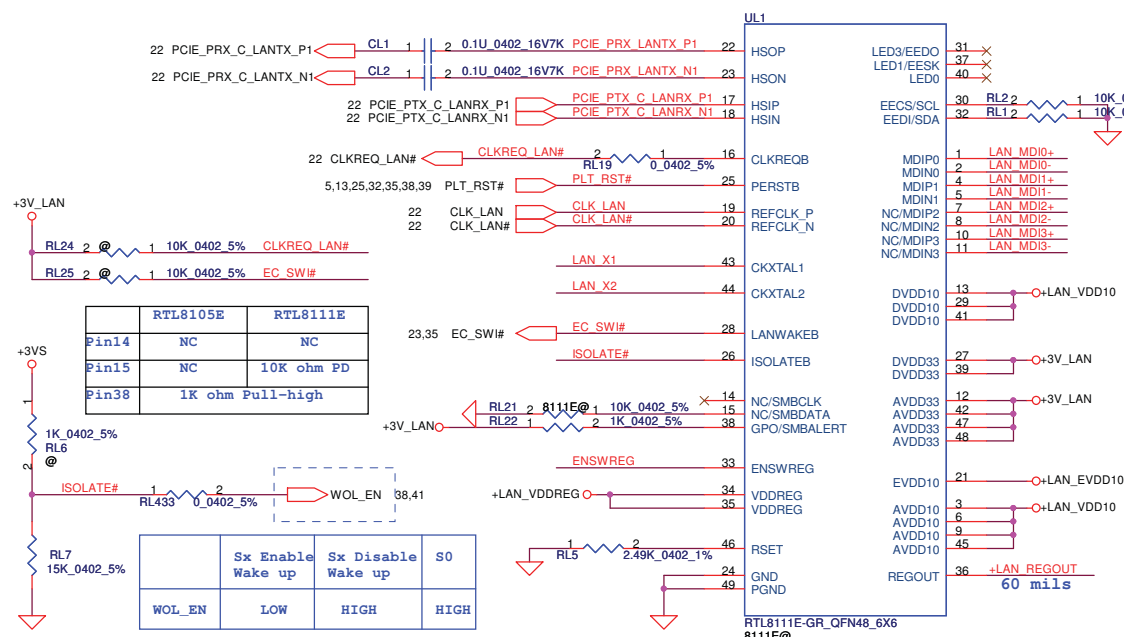 UL1
22 PCIE_PRX_C_LANTX_P1 CL1 1 2 0.1U_0402_16V7K PCIE_PRX_LANTX_P1 22 HSOP LED3/EEDO 31
LED1/EESK 37
22 PCIE_PRX_C_LANTX_N1 CL2 1 2 0.1U_0402_16V7K PCIE_PRX_LANTX_N1 23 HSON LED0 40
22 PCIE_PTX_C_LANRX_P1 PCIE_PTX_C_LANRX_P1 17 HSIP EECS/SCL 30 RL2 2 1
22 PCIE_PTX_C_LANRX_N1 PCIE_PTX_C_LANRX_N1 18 HSIN EEDI/SDA 32 RL1 2 1
22 CLKREQ_LAN# CLKREQ_LAN# 2 1 16 CLKREQB MDIP0 1 LAN_MDI0+
RL19 0_0402_5% MDIN0 2 LAN_MDI0-
5,13,25,32,35,38,39 PLT_RST# PLT_RST# 25 PERSTB MDIP1 4 LAN_MDI1+
MDIN1 5 LAN_MDI1-
22 CLK_LAN CLK_LAN 19 REFCLK_P NC/MDIP2 7 LAN_MDI2+
22 CLK_LAN# CLK_LAN# 20 REFCLK_N NC/MDIN2 8 LAN_MDI2-
NC/MDIP3 10 LAN_MDI3+
NC/MDIN3 11 LAN_MDI3-
+3V_LAN
RL24 2 @ 1 10K_0402_5% CLKREQ_LAN#
RL25 2 @ 1 10K_0402_5% EC_SWI#
LAN_X1 43 CKXTAL1
LAN_X2 44 CKXTAL2
DVDD10 13 +LAN_VDD10
DVDD10 29
DVDD10 41
RTL8105E RTL8111E
Pin14 NC NC
Pin15 NC 10K ohm PD
Pin38 1K ohm Pull-high
23,35 EC_SWI# EC_SWI# 28 LANWAKEB
ISOLATE# 26 ISOLATEB
DVDD33 27 +3V_LAN
DVDD33 39
14 NC/SMBCLK AVDD33 12 +3V_LAN
RL21 2 8111E@ 1 10K_0402_5% 15 NC/SMBDATA AVDD33 42
+3V_LAN RL22 1 2 1K_0402_5% 38 GPO/SMBALERT AVDD33 47
AVDD33 48
+3VS
1
1K_0402_5%
RL6
@
2
ENSWREG 33 ENSWREG
EVDD10 21 +LAN_EVDD10
ISOLATE# 1 2 WOL_EN 38,41
RL433 0_0402_5%
+LAN_VDDREG 34 VDDREG
35 VDDREG
AVDD10 3 +LAN_VDD10
AVDD10 6
AVDD10 9
AVDD10 45
RL7
15K_0402_5%
Sx Enable Wake up Sx Disable Wake up S0
WOL_EN LOW HIGH HIGH
1 2 46 RSET
RL5 2.49K_0402_1%
24 GND REGOUT 36 +LAN_REGOUT
49 PGND 60 mils
RTL8111E-GR_QFN48_6X6
8111E@